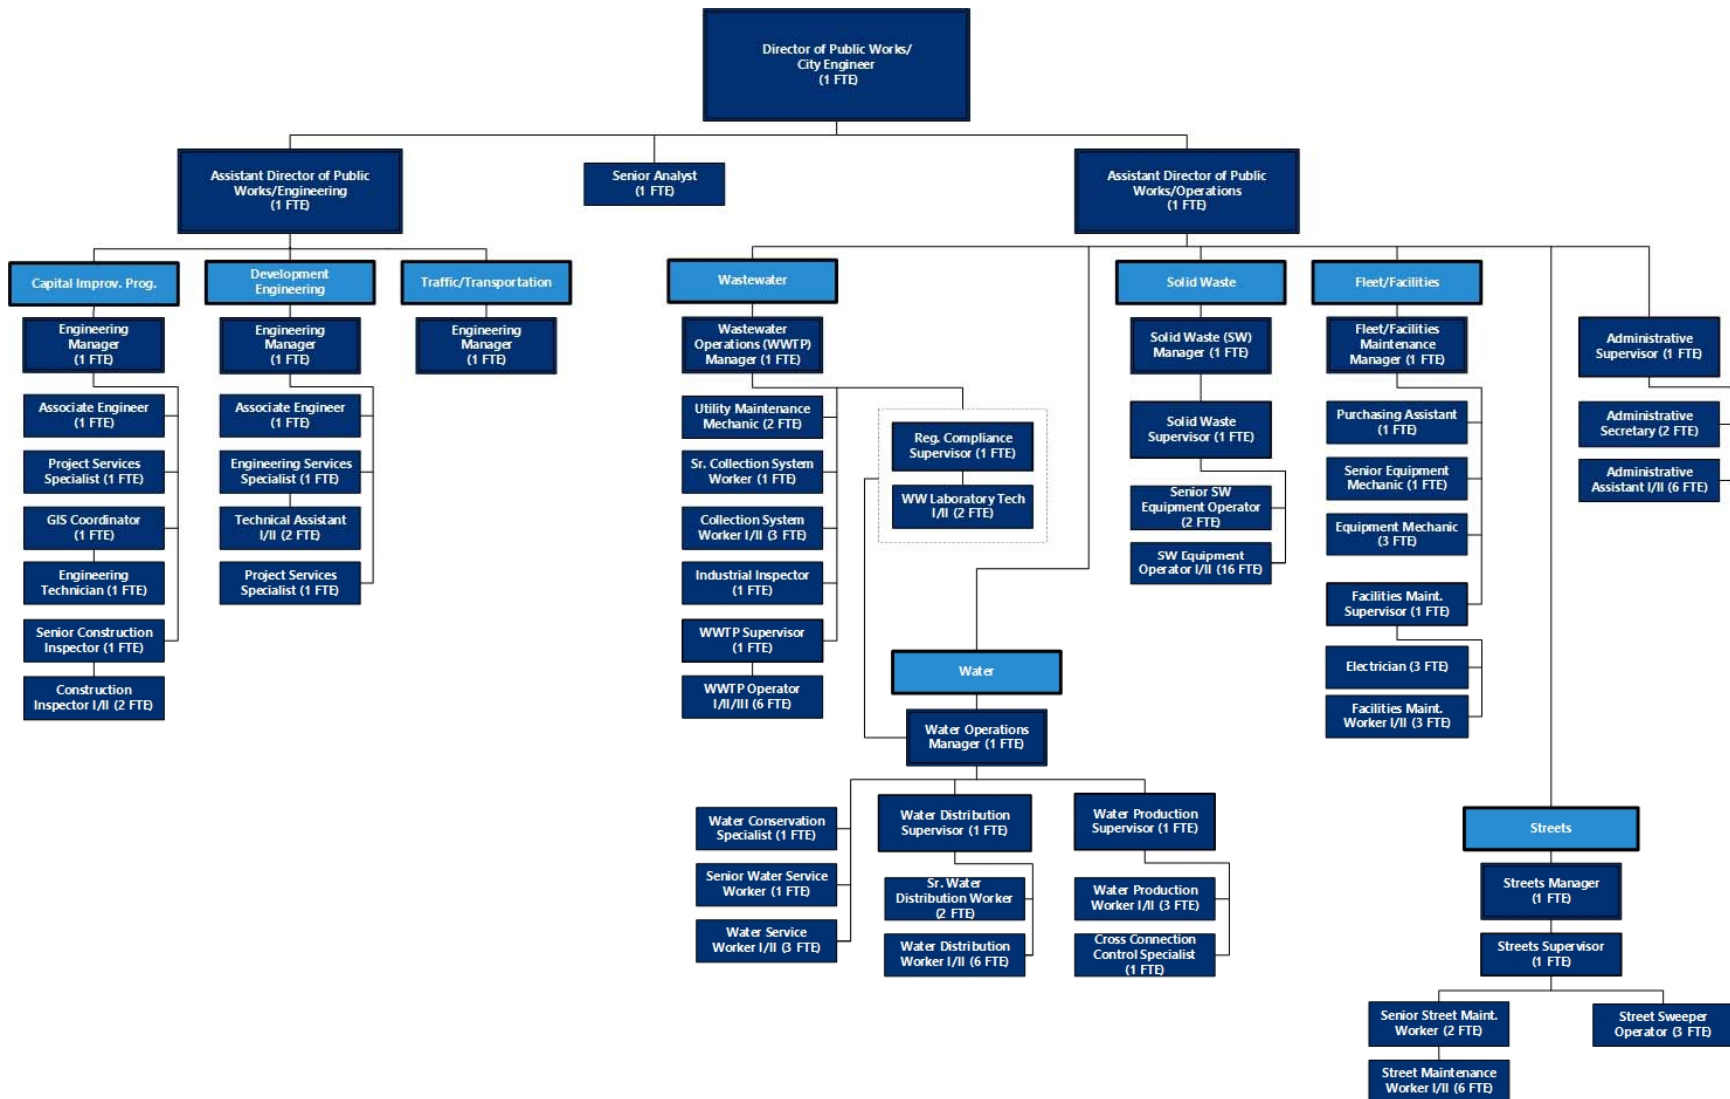 Director of Public Works/
City Engineer
(1 FTE)
Assistant Director of Public
Works/Engineering
(1 FTE)
Senior Analyst
(1 FTE)
Assistant Director of Public
Works/Operations
(1 FTE)
Capital Improv. Prog.
Engineering
Manager
(1 FTE)
Associate Engineer
(1 FTE)
Project Services
Specialist (1 FTE)
GIS Coordinator
(1 FTE)
Engineering
Technician (1 FTE)
Senior Construction
Inspector (1 FTE)
Construction
Inspector I/II (2 FTE)
Development
Engineering
Engineering
Manager
(1 FTE)
Associate Engineer
(1 FTE)
Engineering Services
Specialist (1 FTE)
Technical Assistant
I/II (2 FTE)
Project Services
Specialist (1 FTE)
Traffic/Transportation
Engineering
Manager
(1 FTE)
Wastewater
Wastewater
Operations (WWTP)
Manager (1 FTE)
Utility Maintenance
Mechanic (2 FTE)
Sr. Collection System
Worker (1 FTE)
Collection System
Worker I/II (3 FTE)
Industrial Inspector
(1 FTE)
WWTP Supervisor
(1 FTE)
WWTP Operator
I/II/III (6 FTE)
Reg. Compliance
Supervisor (1 FTE)
WW Laboratory Tech
I/II (2 FTE)
Water
Water Operations
Manager (1 FTE)
Water Conservation
Specialist (1 FTE)
Senior Water Service
Worker (1 FTE)
Water Service
Worker I/II (3 FTE)
Water Distribution
Supervisor (1 FTE)
Sr. Water
Distribution Worker
(2 FTE)
Water Distribution
Worker I/II (6 FTE)
Water Production
Supervisor (1 FTE)
Water Production
Worker I/II (3 FTE)
Cross Connection
Control Specialist
(1 FTE)
Solid Waste
Solid Waste (SW)
Manager (1 FTE)
Solid Waste
Supervisor (1 FTE)
Senior SW
Equipment Operator
(2 FTE)
SW Equipment
Operator I/II (16 FTE)
Fleet/Facilities
Fleet/Facilities
Maintenance
Manager (1 FTE)
Purchasing Assistant
(1 FTE)
Senior Equipment
Mechanic (1 FTE)
Equipment Mechanic
(3 FTE)
Facilities Maint.
Supervisor (1 FTE)
Electrician (3 FTE)
Facilities Maint.
Worker I/II (3 FTE)
Streets
Streets Manager
(1 FTE)
Streets Supervisor
(1 FTE)
Senior Street Maint.
Worker (2 FTE)
Street Maintenance
Worker I/II (6 FTE)
Street Sweeper
Operator (3 FTE)
Administrative
Supervisor (1 FTE)
Administrative
Secretary (2 FTE)
Administrative
Assistant I/II (6 FTE)